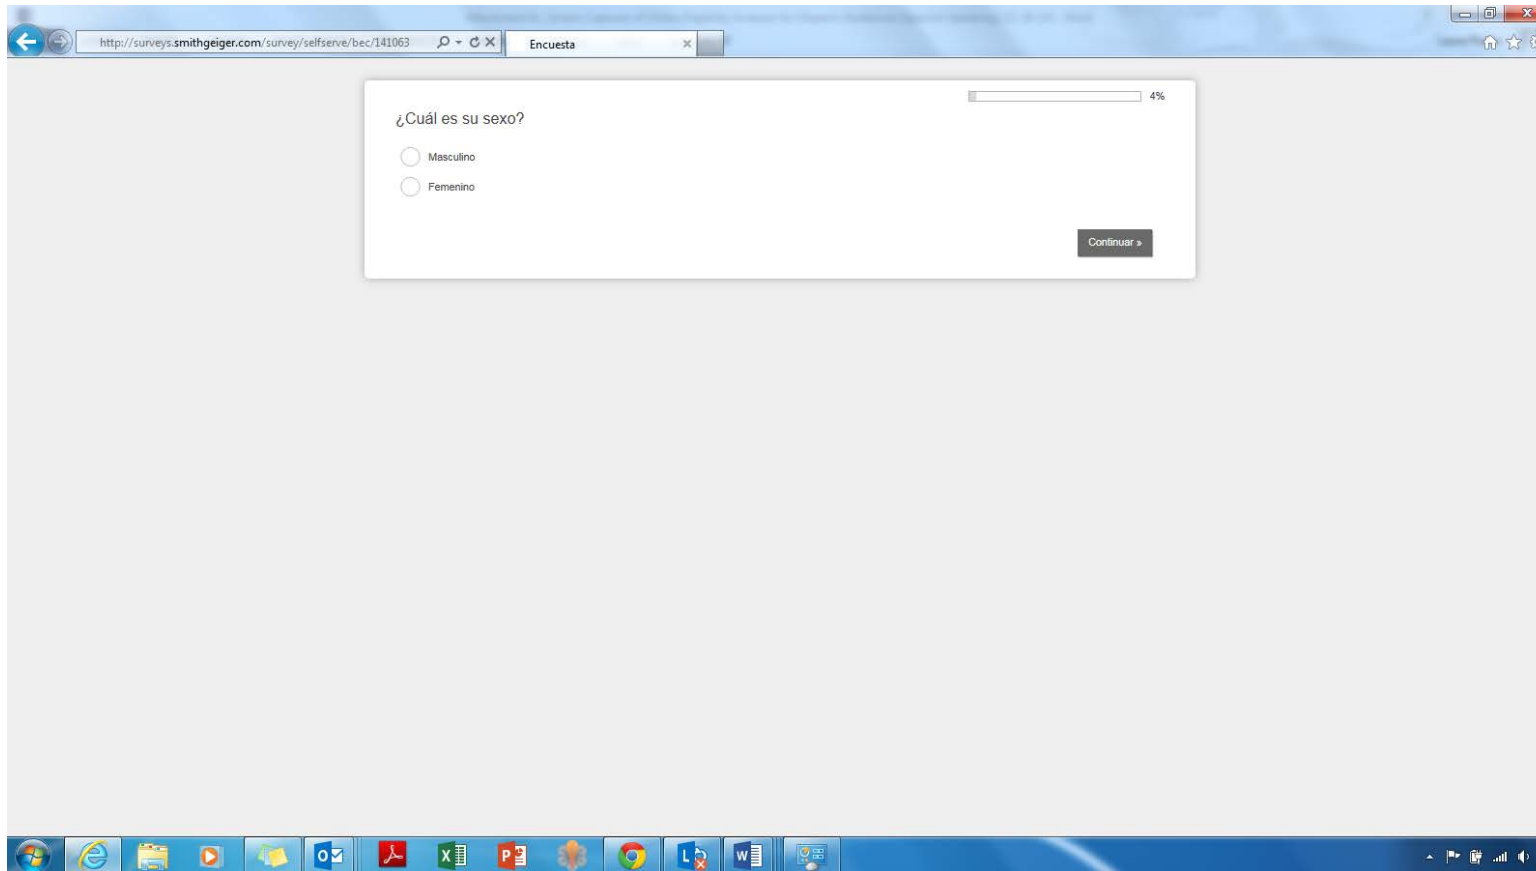 http://surveys.smithgeiger.com/survey/selfserve/bec/141063
Encuesta
4%
¿Cuál es su sexo?
Masculino
Femenino
Continuar »